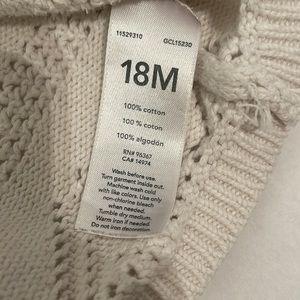 11529310 GCL15230
18M
100% cotton
100 % coton
100% algodón
RN# 96367
CA# 14974
Wash before use.
Turn garment inside out.
Machine wash cold
with like colors. Use only
non-chlorine bleach
when needed.
Tumble dry medium.
Warm iron if needed.
Do not iron decoration.